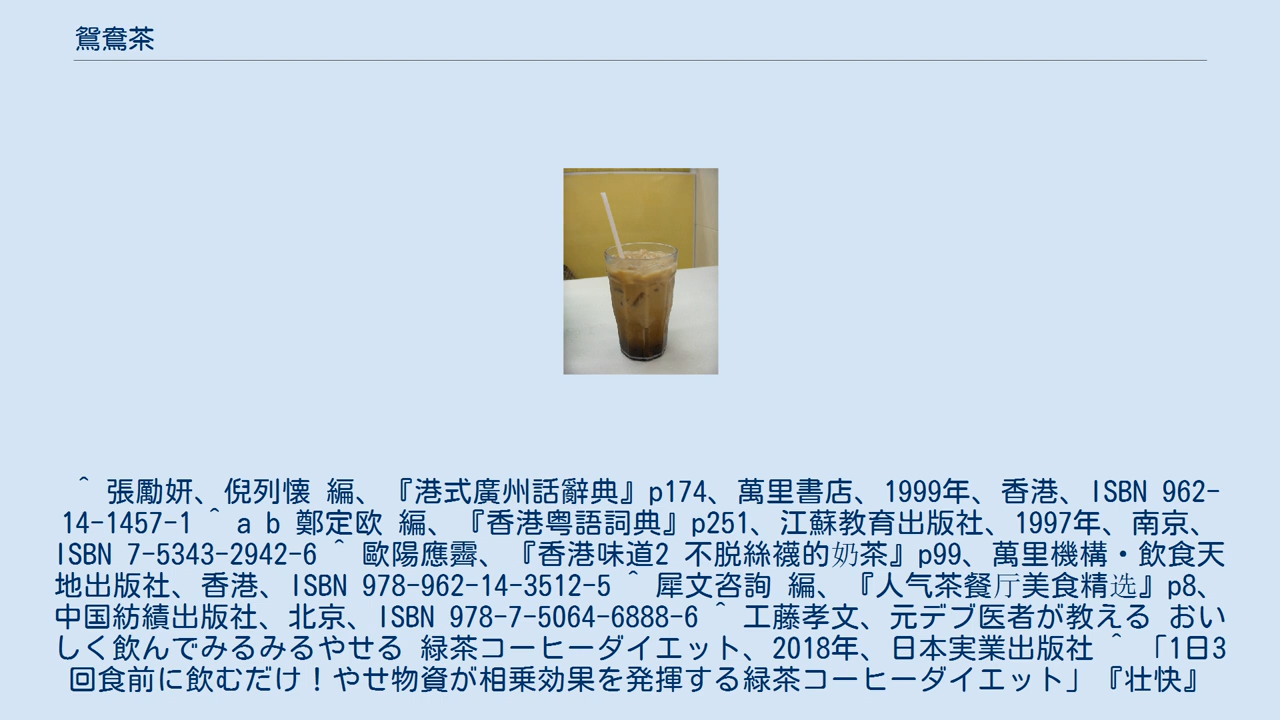 鴛鴦茶
^ 張勵妍、倪列懐 編、『港式廣州話辭典』p174、萬里書店、1999年、香港、ISBN 962-
14-1457-1 ^ a b 鄭定欧 編、『香港粤語詞典』p251、江蘇教育出版社、1997年、南京、
ISBN 7-5343-2942-6 ^ 歐陽應霽、『香港味道2 不脱絲襪的奶茶』p99、萬里機構・飲食天
地出版社、香港、ISBN 978-962-14-3512-5 ^ 犀文咨詢 編、『人气茶餐厅美食精选』p8、
中国紡績出版社、北京、ISBN 978-7-5064-6888-6 ^ 工藤孝文、元デブ医者が教える おい
しく飲んでみるみるやせる 緑茶コーヒーダイエット、2018年、日本実業出版社 ^ 「1日3
回食前に飲むだけ！やせ物資が相乗効果を発揮する緑茶コーヒーダイエット」『壮快』